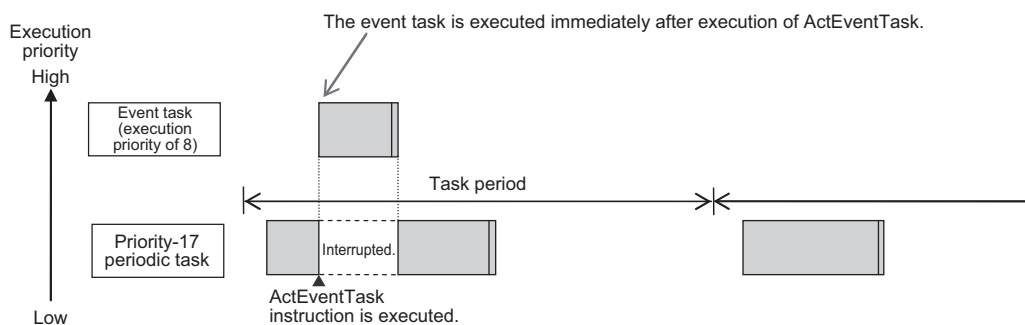 The event task is executed immediately after execution of ActEventTask.
Execution
priority
High
Event task
(execution
priority of 8)
Task period
Priority-17
periodic task
Interrupted.
ActEventTask
instruction is executed.
Low